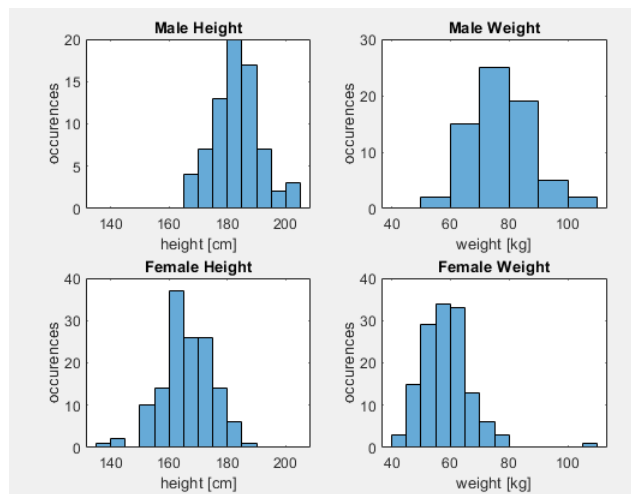 Male Height
20
15
10
5
0
occurences
140 160 180 200
height [cm]
Male Weight
30
20
10
0
occurences
40 60 80 100
weight [kg]
Female Height
40
30
20
10
0
occurences
140 160 180 200
height [cm]
Female Weight
40
30
20
10
0
occurences
40 60 80 100
weight [kg]